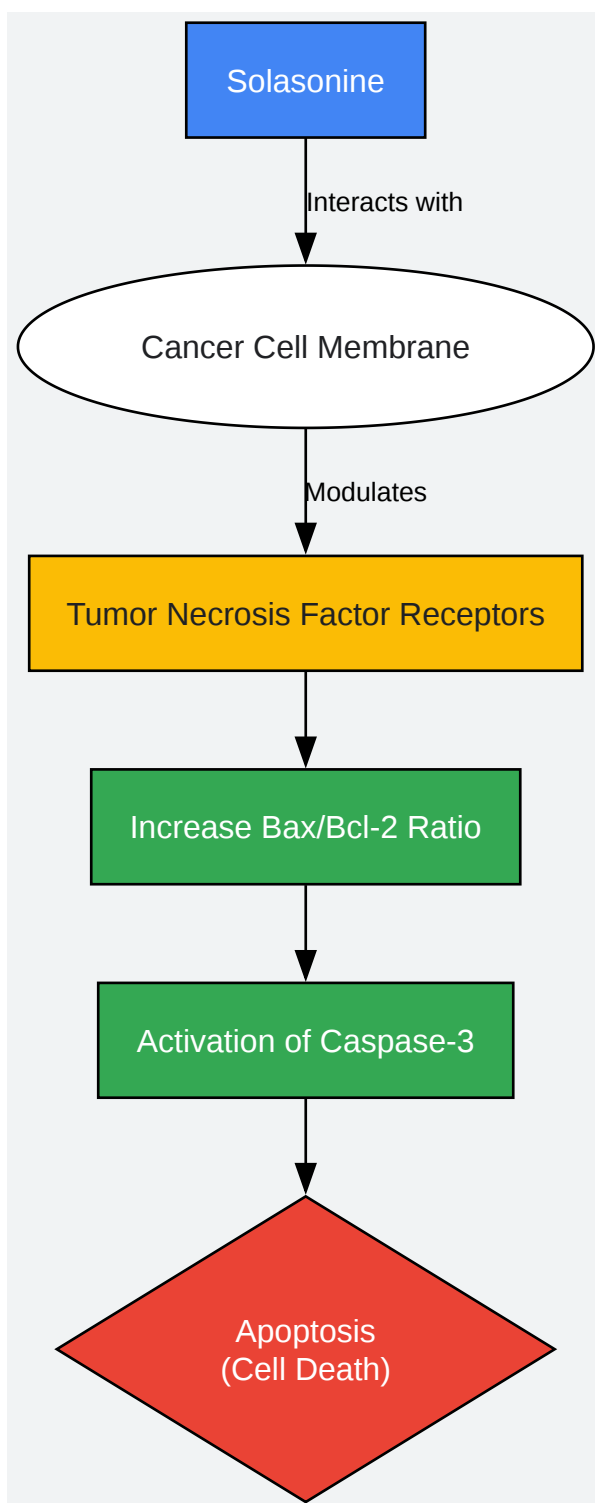 Solasonine
Interacts with
Cancer Cell Membrane
Modulates
Tumor Necrosis Factor Receptors
Increase Bax/Bcl-2 Ratio
Activation of Caspase-3
Apoptosis
(Cell Death)